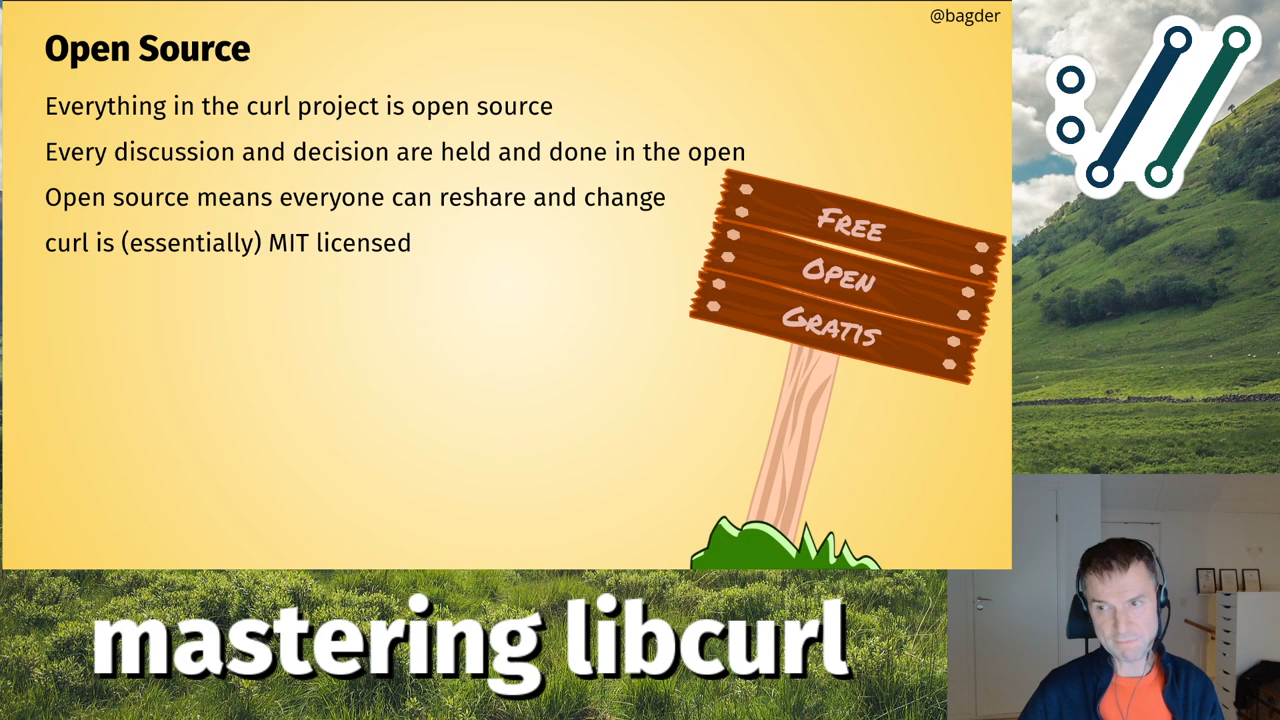 @bagder
Open Source
Everything in the curl project is open source
Every discussion and decision are held and done in the open
Open source means everyone can reshare and change
curl is (essentially) MIT licensed
Free
Open
Gratis
mastering libcurl